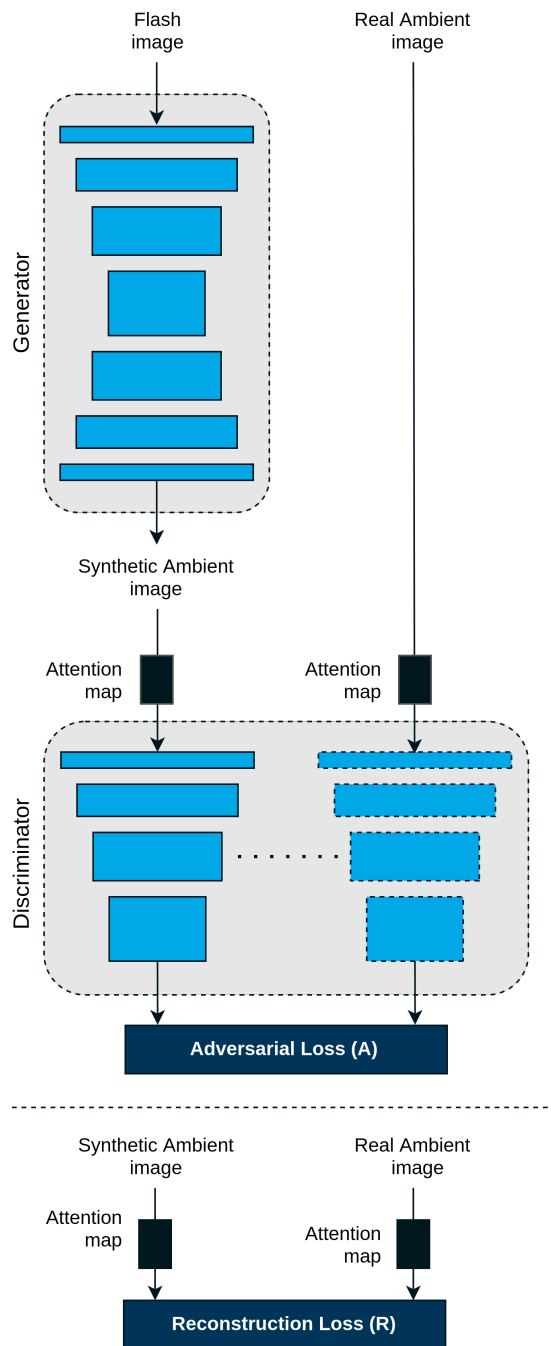 Flash
image
Real Ambient
image
Generator
Synthetic Ambient
image
Attention
map
Attention
map
Discriminator
Adversarial Loss (A)
Synthetic Ambient
image
Real Ambient
image
Attention
map
Attention
map
Reconstruction Loss (R)